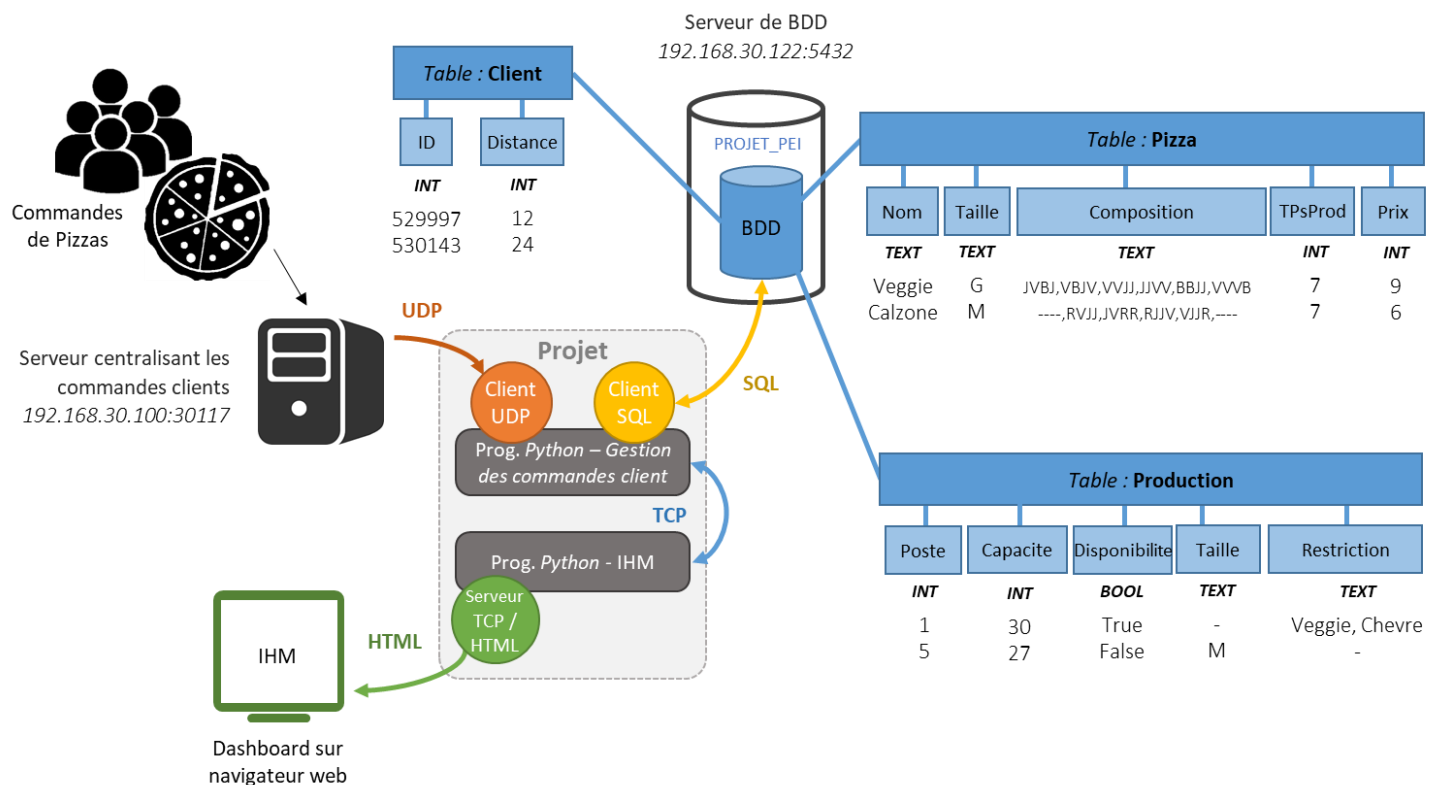 Serveur de BDD
192.168.30.122:5432
Table : Client
ID
Distance
INT
INT
529997
12
530143
24
PROJET_PEI
BDD
Table : Pizza
Nom
Taille
Composition
TPsProd
Prix
TEXT
TEXT
TEXT
INT
INT
Veggie
G
JVBJ,VBJV,VVJJ,JJVV,BBJJ,VVVB
7
9
Calzone
M
----,RVJJ,JVRR,RJJV,VJJR,----
7
6
Commandes
de Pizzas
Serveur centralisant les
commandes clients
192.168.30.100:30117
UDP
Projet
Client
UDP
Client
SQL
SQL
Prog. Python – Gestion
des commandes client
TCP
Prog. Python - IHM
Serveur
TCP /
HTML
HTML
IHM
Dashboard sur
navigateur web
Table : Production
Poste
Capacite
Disponibilite
Taille
Restriction
INT
INT
BOOL
TEXT
TEXT
1
30
True
-
Veggie, Chevre
5
27
False
M
-